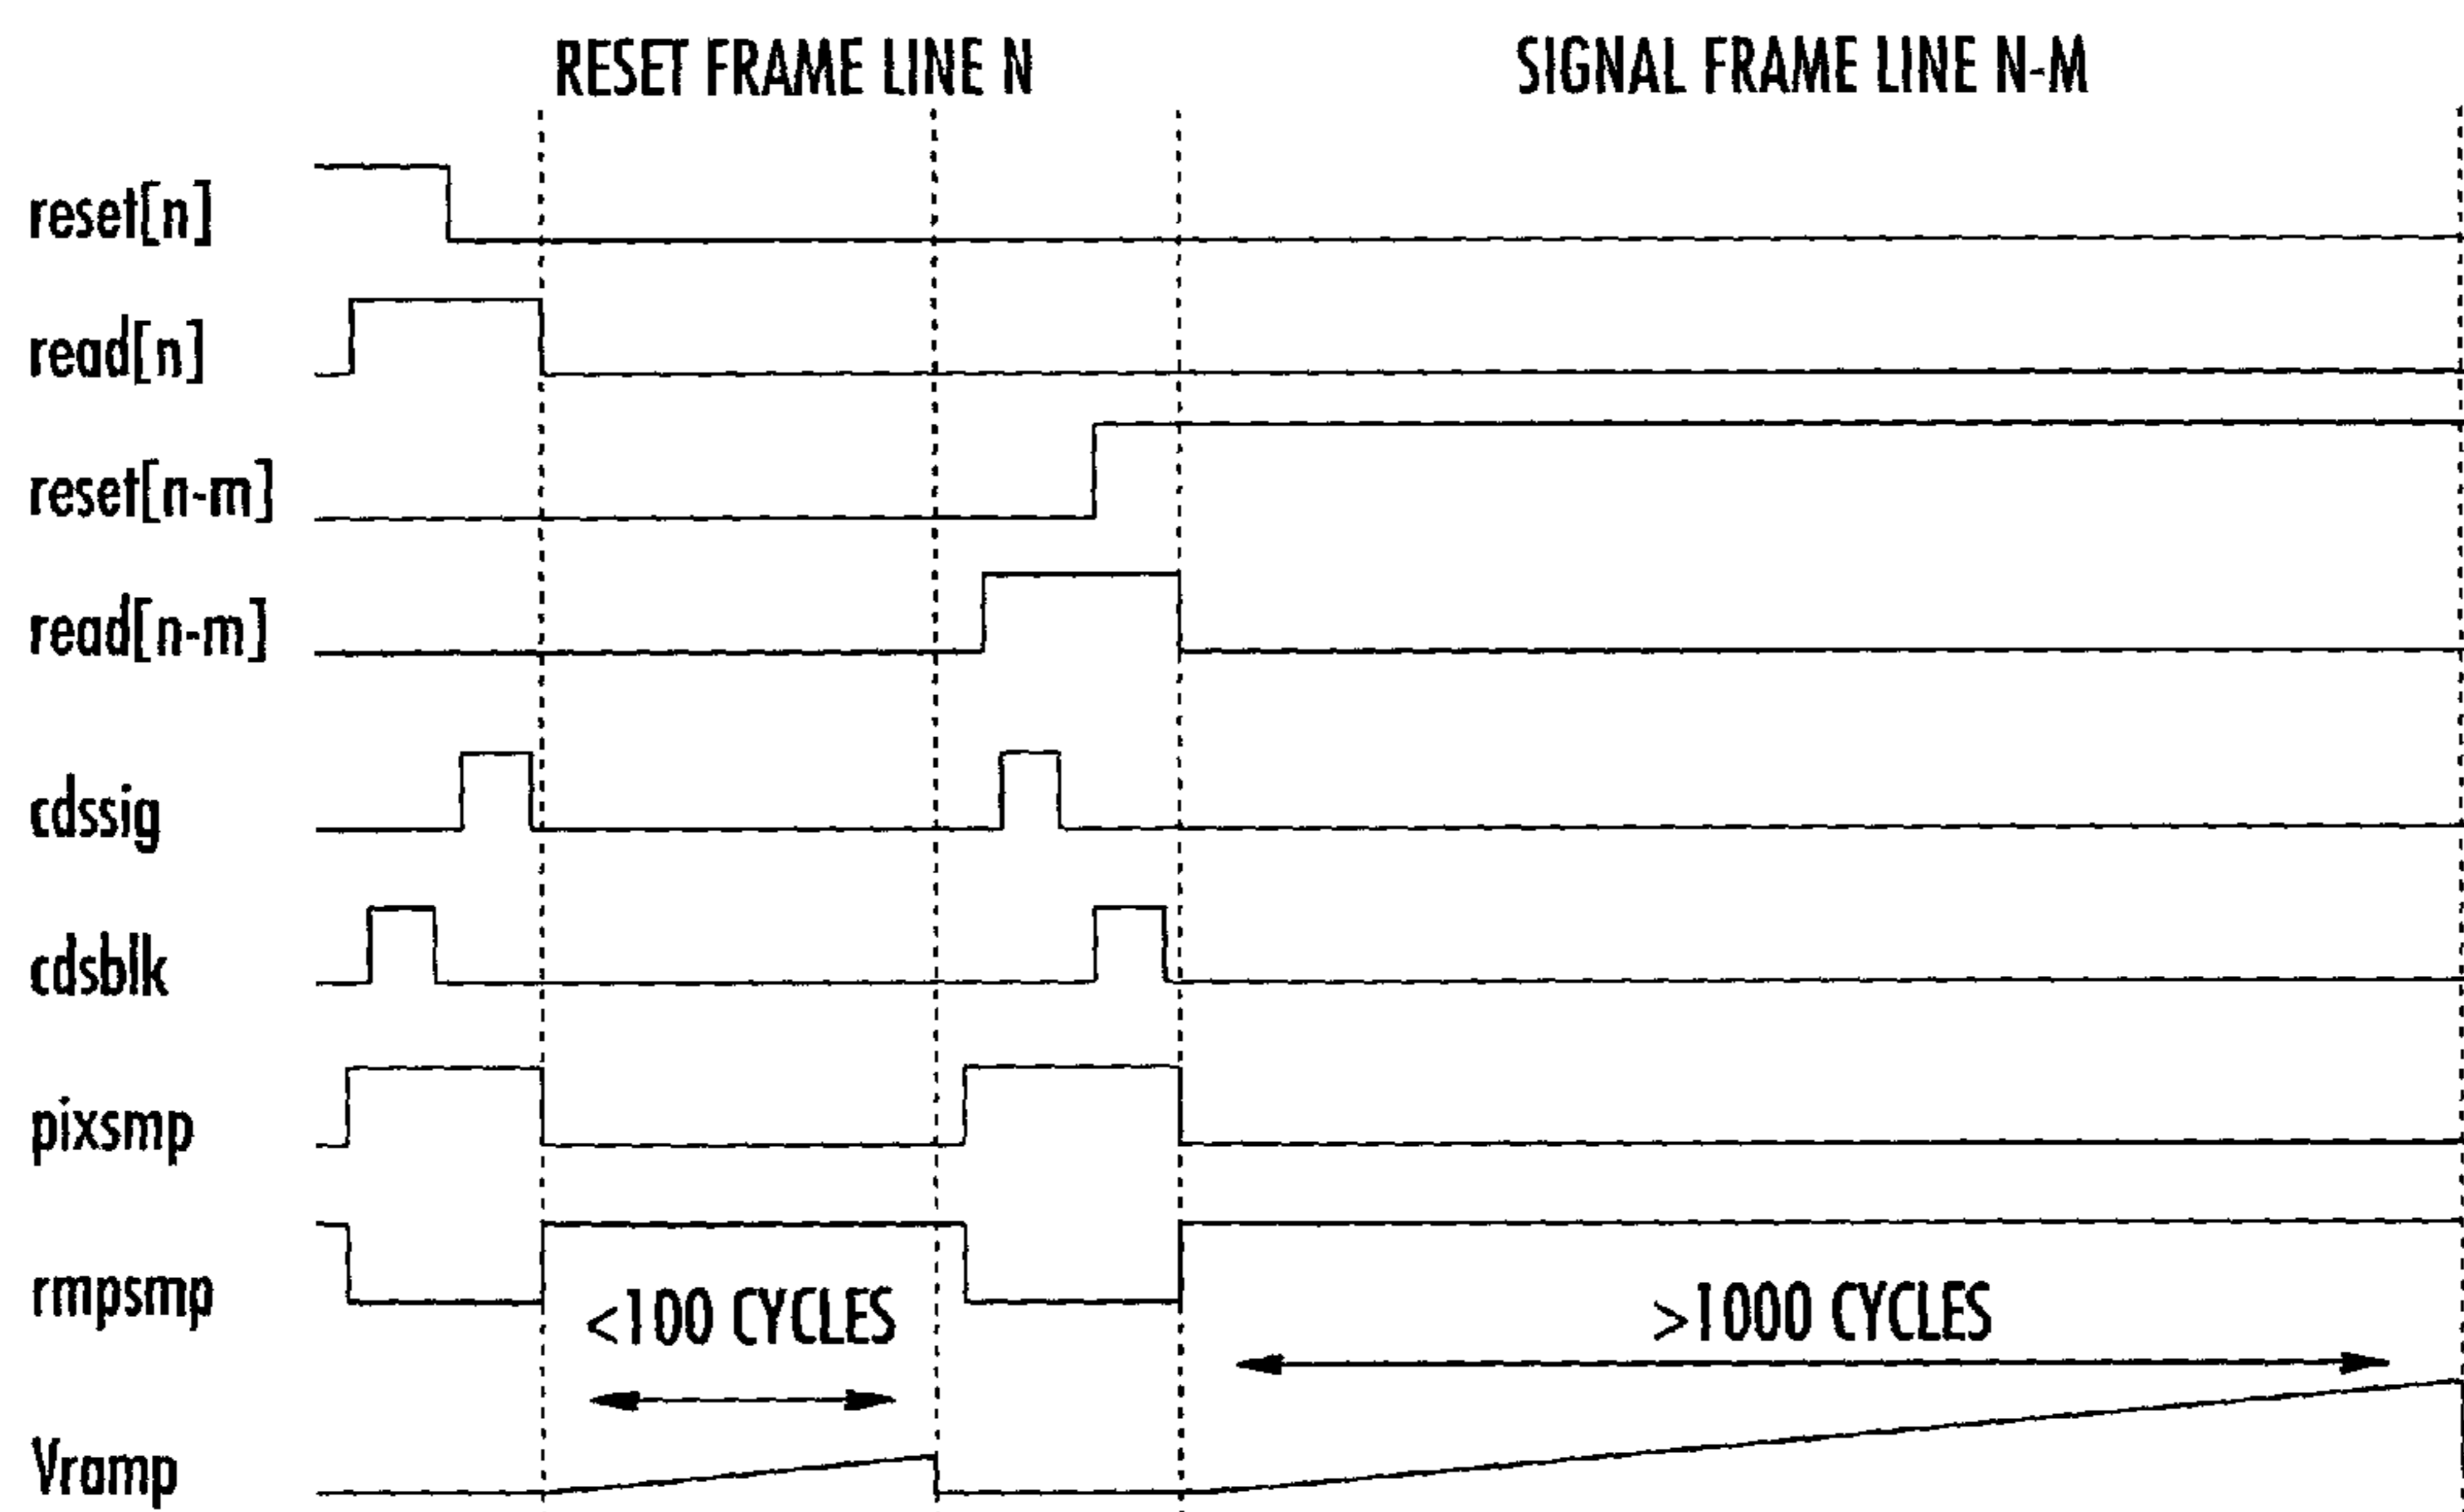 RESET FRAME LINE N
SIGNAL FRAME LINE N-M
reset[n]
read[n]
reset[n-m]
read[n-m]
cdssig
cdsblk
pixsmp
rmpsmp
<100 CYCLES
>1000 CYCLES
Vramp